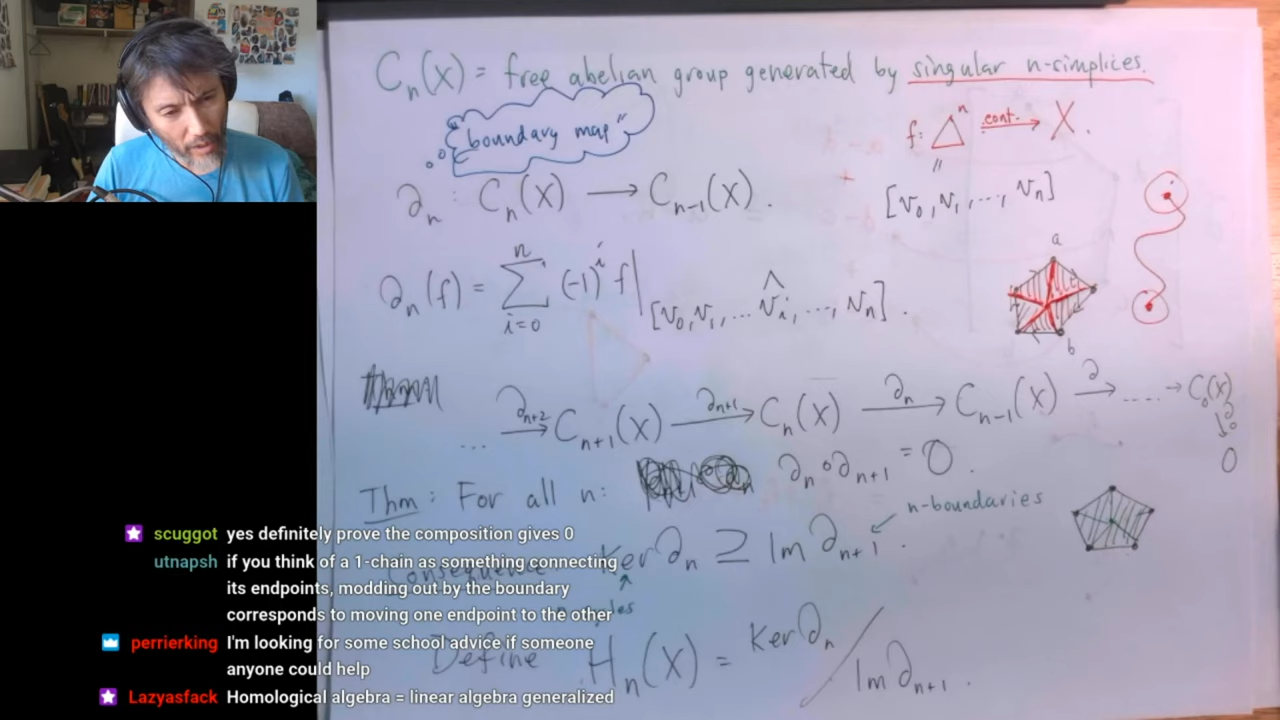 Cₙ(X) = free abelian group generated by singular n-simplices.
"boundary map"
f: Δⁿ cont. → X.
||
∂ₙ : Cₙ(X) → Cₙ₋₁(X).
[v₀, v₁, ..., vₙ]
a
∂ₙ(f) = Σ (-1)ⁱ f|[v₀, v₁, ... v̂ᵢ, ..., vₙ].
n
i=0
b
... ∂ₙ₊₂ → Cₙ₊₁(X) ∂ₙ₊₁ → Cₙ(X) ∂ₙ → Cₙ₋₁(X) ∂ → .... → C₀(X)
↓ ∂₀
0
Thm: For all n: ∂ₙ∘∂ₙ₊₁ = 0.
n-boundaries
Ker ∂ₙ ⊇ Im ∂ₙ₊₁.
Define Hₙ(X) = Ker ∂ₙ / Im ∂ₙ₊₁.
scuggot yes definitely prove the composition gives 0
utnapsh if you think of a 1-chain as something connecting
its endpoints, modding out by the boundary
corresponds to moving one endpoint to the other
perrierking I'm looking for some school advice if someone
anyone could help
Lazyasfack Homological algebra = linear algebra generalized